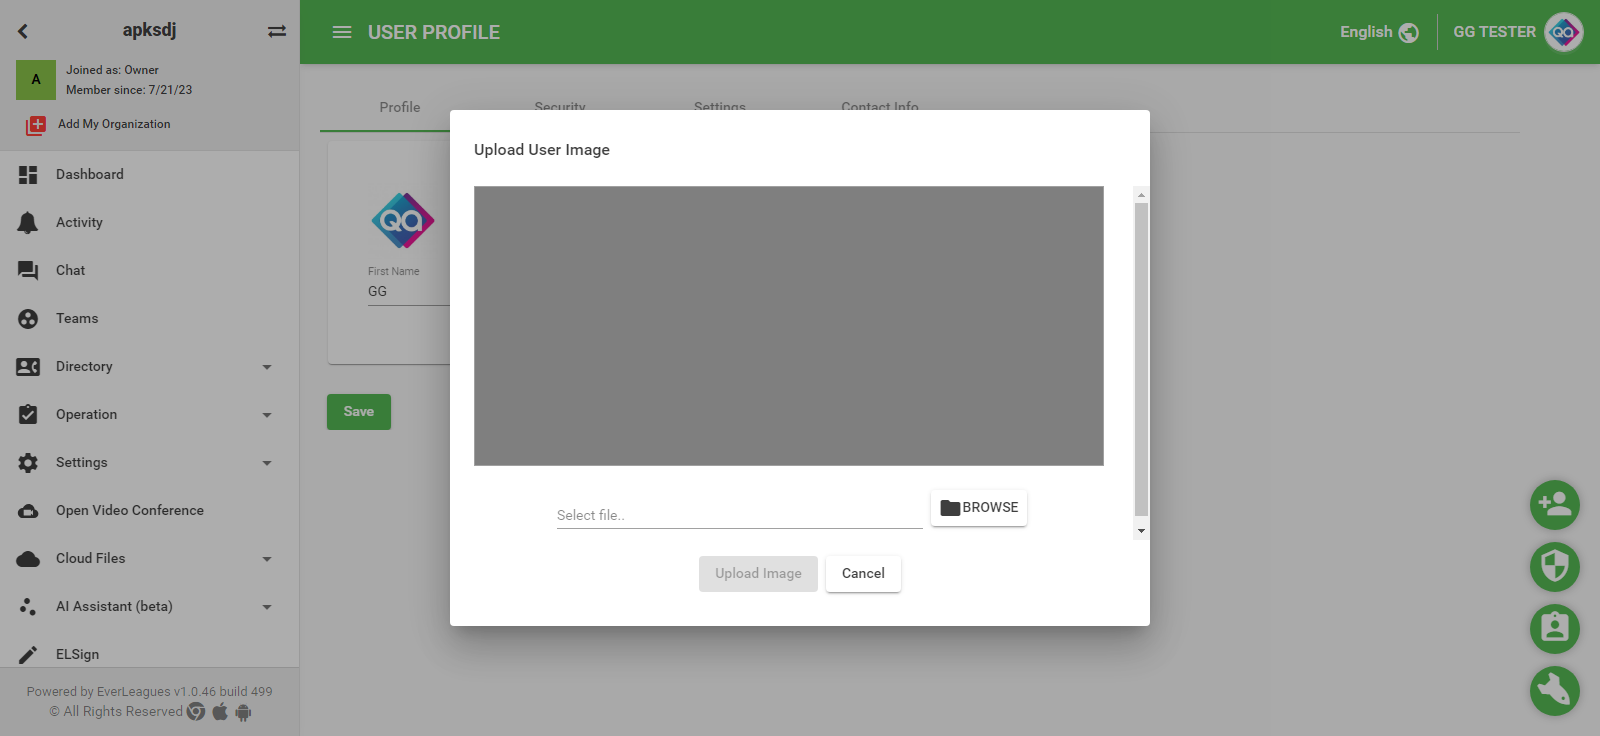 apksdj
A
Joined as: Owner
Member since: 7/21/23
Add My Organization
Dashboard
Activity
Chat
Teams
Directory
Operation
Settings
Open Video Conference
Cloud Files
AI Assistant (beta)
ELSign
Powered by EverLeagues v1.0.46 build 499
© All Rights Reserved
USER PROFILE
English
GG TESTER
Qa
Profile
Security
Settings
Contact Info
Qa
First Name
GG
Save
Upload User Image
Select file..
BROWSE
Upload Image
Cancel